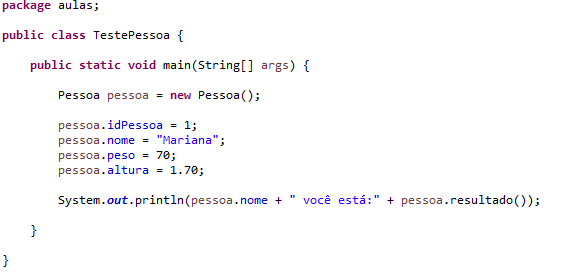 package aulas;
public class TestePessoa {
public static void main(String[] args) {
Pessoa pessoa = new Pessoa();
pessoa.idPessoa = 1;
pessoa.nome = "Mariana";
pessoa.peso = 70;
pessoa.altura = 1.70;
System.out.println(pessoa.nome + " você está:" + pessoa.resultado());
}
}